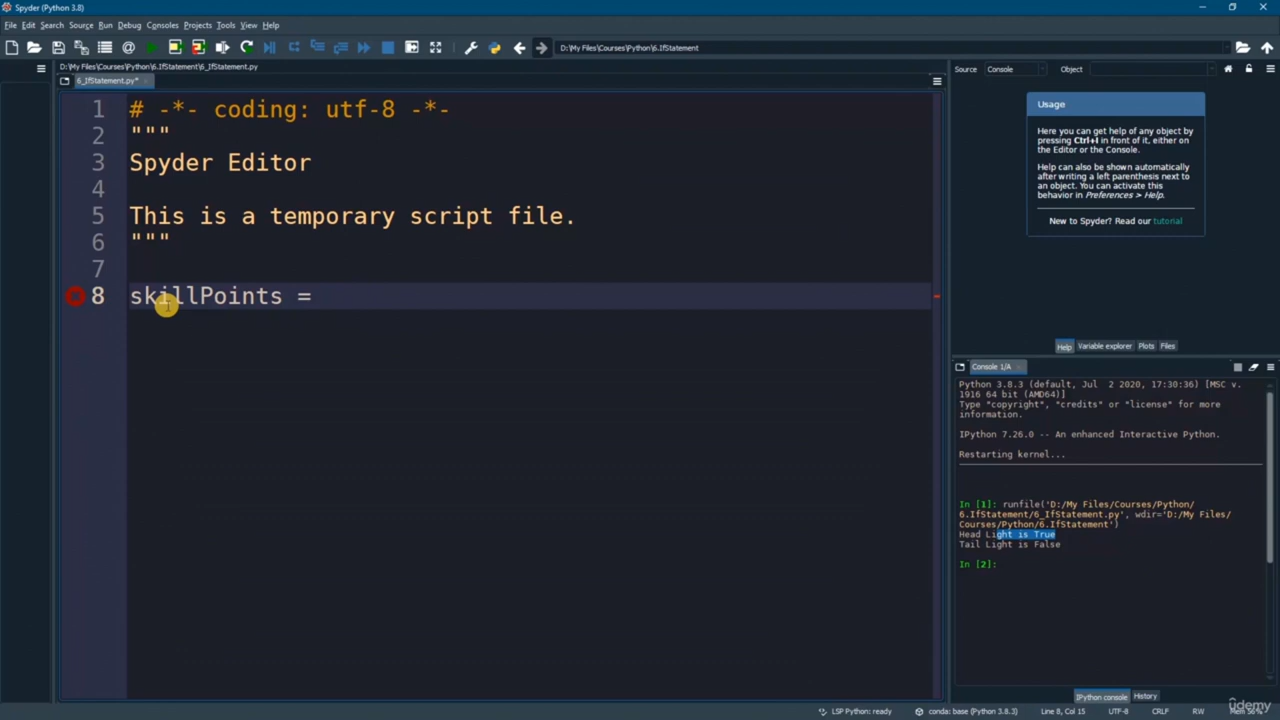 Spyder (Python 3.8)
File Edit Search Source Run Debug Consoles Projects Tools View Help
D:\My Files\Courses\Python\6.IfStatement
D:\My Files\Courses\Python\6.IfStatement\6_IfStatement.py
6_IfStatement.py*
1 # -*- coding: utf-8 -*-
2 """
3 Spyder Editor
4
5 This is a temporary script file.
6 """
7
8 skillPoints =
Source Console Object
Usage
Here you can get help of any object by
pressing Ctrl+I in front of it, either on
the Editor or the Console.
Help can also be shown automatically
after writing a left parenthesis next to
an object. You can activate this
behavior in Preferences > Help.
New to Spyder? Read our tutorial
Help Variable explorer Plots Files
Console 1/A
Python 3.8.3 (default, Jul 2 2020, 17:30:36) [MSC v.
1916 64 bit (AMD64)]
Type "copyright", "credits" or "license" for more
information.
IPython 7.26.0 -- An enhanced Interactive Python.
Restarting kernel...
In [1]: runfile('D:/My Files/Courses/Python/
6.IfStatement/6_IfStatement.py', wdir='D:/My Files/
Courses/Python/6.IfStatement')
Head Light is True
Tail Light is False
In [2]:
IPython console History
LSP Python: ready conda: base (Python 3.8.3) Line 8, Col 15 UTF-8 CRLF RW Mem 56%
udemy